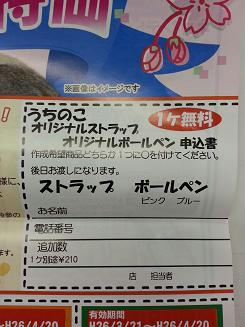 特価
※画像はイメージです
うちのこ
オリジナルストラップ
オリジナルボールペン 申込書
1ケ無料
作成希望商品どちらか1つに○を付けてください。
後日お渡しになります。
ストラップ ボールペン
ピンク ブルー
お名前
電話番号
追加数
1ケ別途¥210
店 担当者
有効期間
H26/4/20
H26/3/21〜H26/4/20